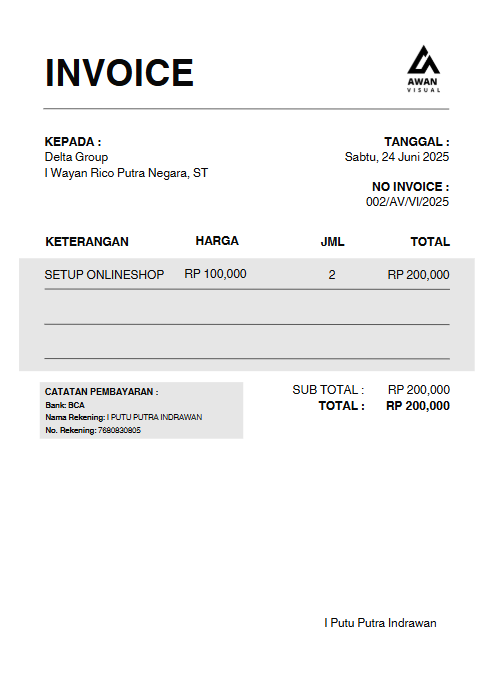 INVOICE
AWAN
VISUAL
KEPADA :
Delta Group
I Wayan Rico Putra Negara, ST
TANGGAL :
Sabtu, 24 Juni 2025
NO INVOICE :
002/AV/VI/2025
KETERANGAN HARGA JML TOTAL
SETUP ONLINESHOP RP 100,000 2 RP 200,000
CATATAN PEMBAYARAN :
Bank: BCA
Nama Rekening: I PUTU PUTRA INDRAWAN
No. Rekening: 7680830805
SUB TOTAL : RP 200,000
TOTAL : RP 200,000
I Putu Putra Indrawan